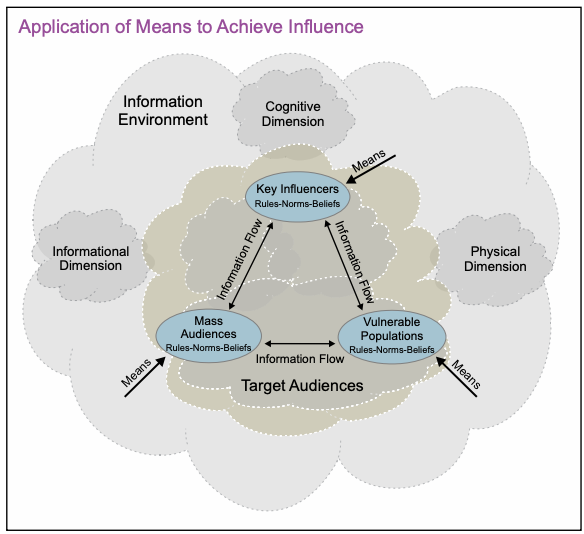 Application of Means to Achieve Influence
Information
Environment
Cognitive
Dimension
Means
Key Influencers
Rules-Norms-Beliefs
Informational
Dimension
Information Flow
Information Flow
Physical
Dimension
Mass
Audiences
Rules-Norms-Beliefs
Vulnerable
Populations
Rules-Norms-Beliefs
Information Flow
Means
Target Audiences
Means